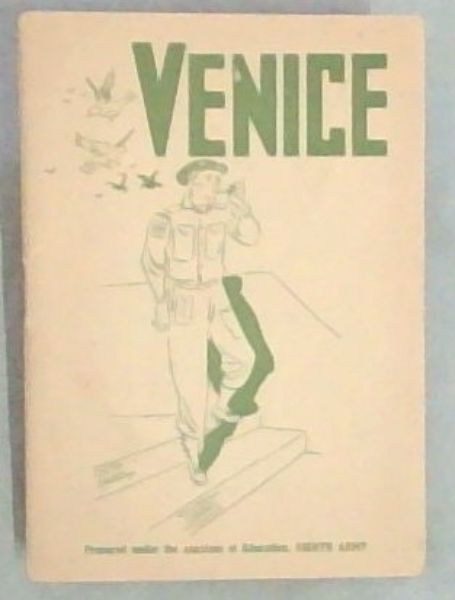 VENICE
Prepared under the auspices of Education, EIGHTH ARMY